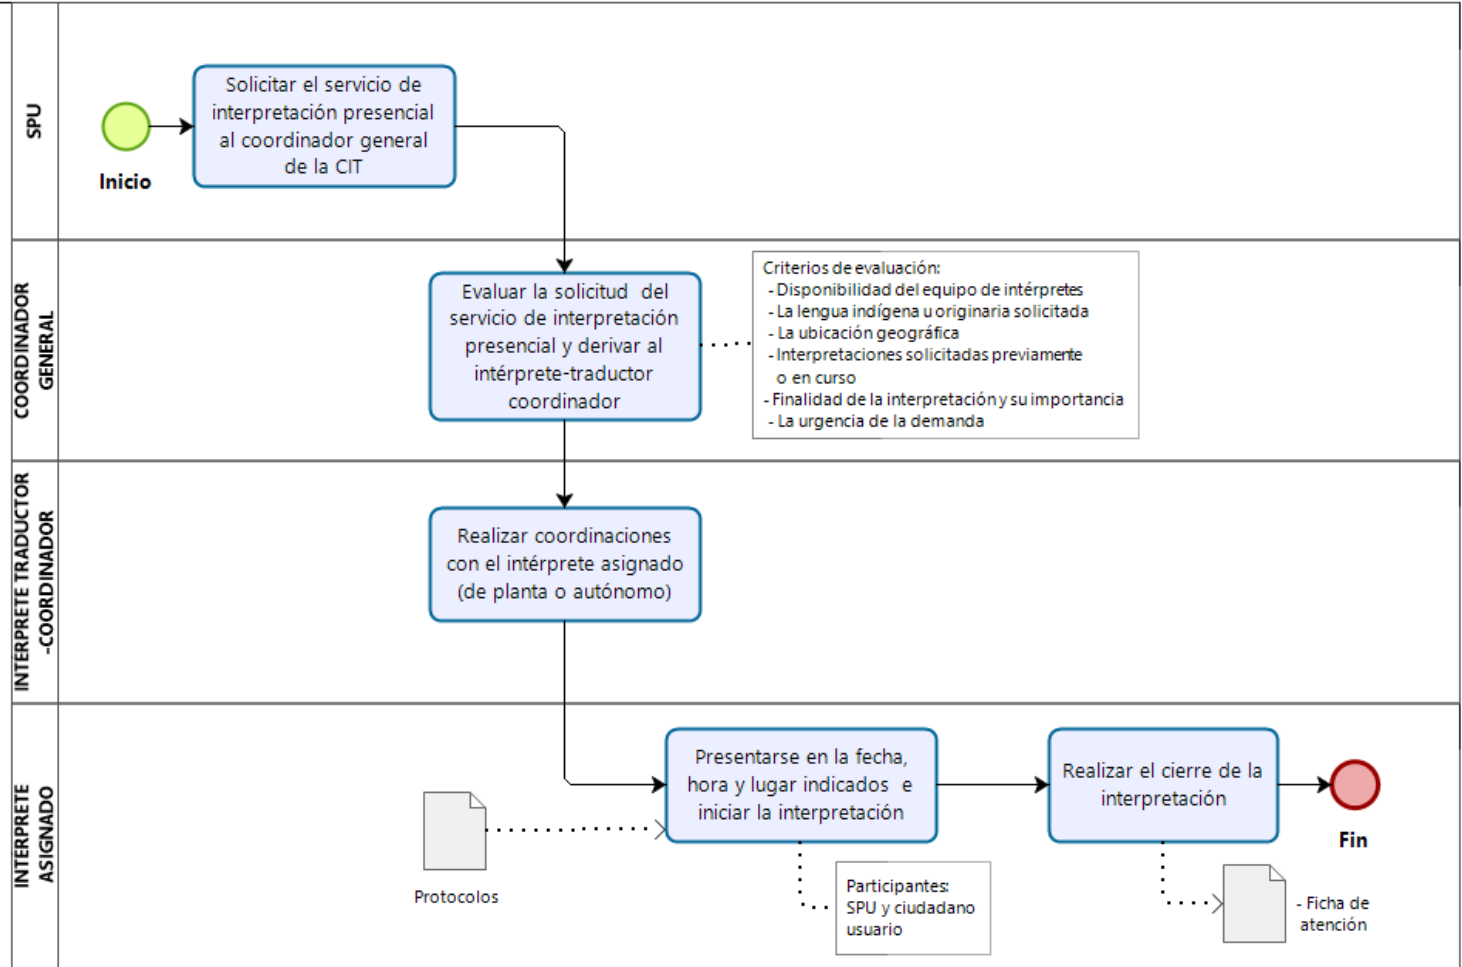 SPU
Solicitar el servicio de
interpretación presencial
al coordinador general
de la CIT
Inicio
COORDINADOR
GENERAL
Evaluar la solicitud del
servicio de interpretación
presencial y derivar al
intérprete-traductor
coordinador
Criterios de evaluación:
- Disponibilidad del equipo de intérpretes
- La lengua indígena u originaria solicitada
- La ubicación geográfica
- Interpretaciones solicitadas previamente
o en curso
- Finalidad de la interpretación y su importancia
- La urgencia de la demanda
INTÉRPRETE TRADUCTOR
-COORDINADOR
Realizar coordinaciones
con el intérprete asignado
(de planta o autónomo)
INTÉRPRETE
ASIGNADO
Presentarse en la fecha,
hora y lugar indicados e
iniciar la interpretación
Realizar el cierre de la
interpretación
Fin
Protocolos
Participantes:
SPU y ciudadano
usuario
- Ficha de
atención